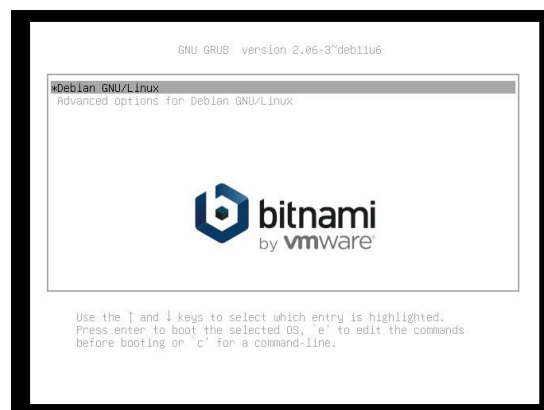 GNU GRUB  version 2.06-3~deb11u6
*Debian GNU/Linux
Advanced options for Debian GNU/Linux
bitnami
by vmware®
Use the ↑ and ↓ keys to select which entry is highlighted.
Press enter to boot the selected OS, `e' to edit the commands
before booting or `c' for a command-line.